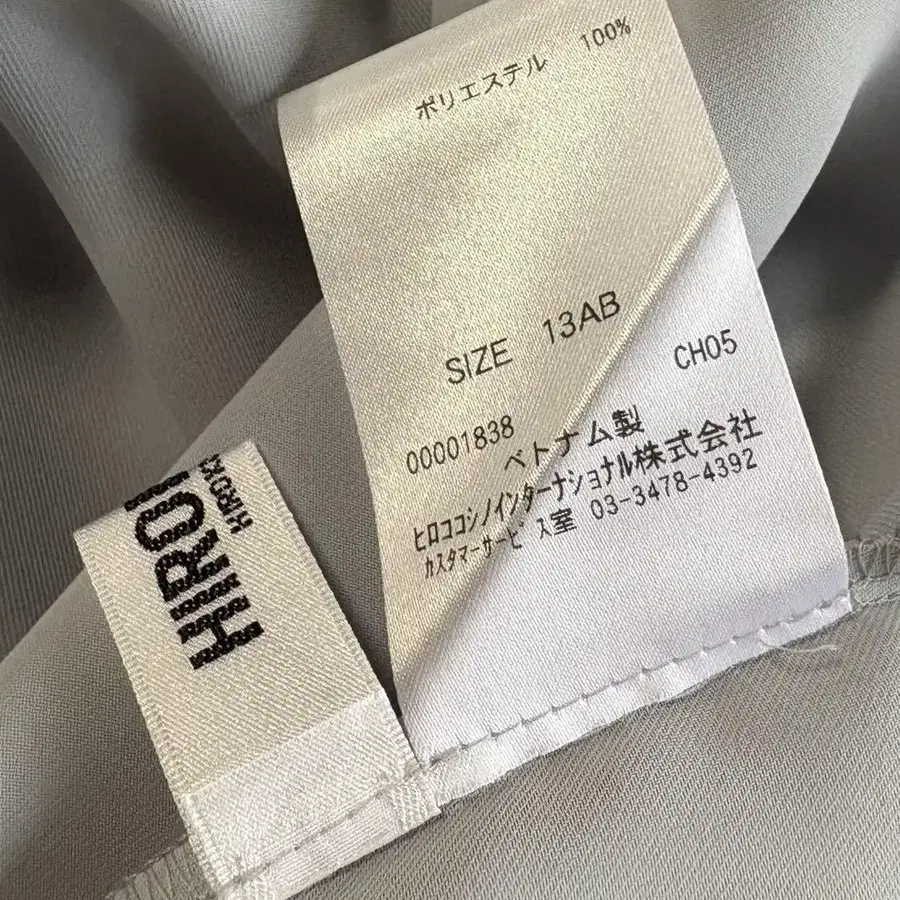 ポリエステル 100%
SIZE 13AB
CH05
00001838
ベトナム製
ヒロココシノインターナショナル株式会社
カスタマーサービス室 03-3478-4392